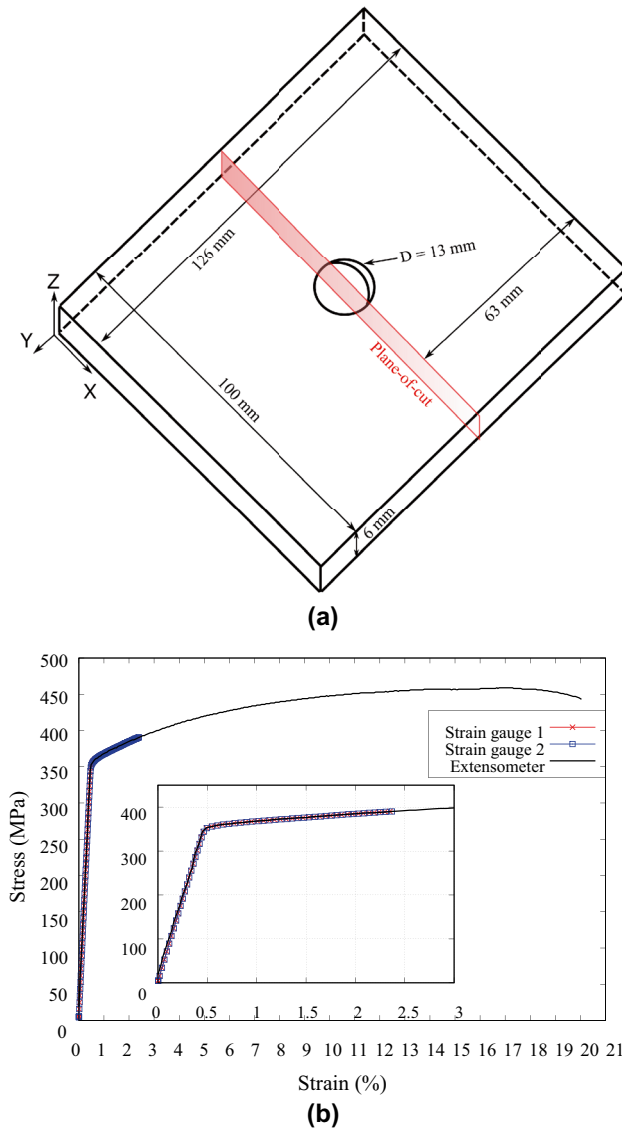 D = 13 mm
126 mm
63 mm
Z
Y
X
Plane-of-cut
100 mm
6 mm
(a)
500
450
400
350
300
250
200
150
100
50
0
Stress (MPa)
Strain gauge 1
Strain gauge 2
Extensometer
400
300
200
100
0
0 0.5 1 1.5 2 2.5 3
0 1 2 3 4 5 6 7 8 9 10 11 12 13 14 15 16 17 18 19 20 21
Strain (%)
(b)